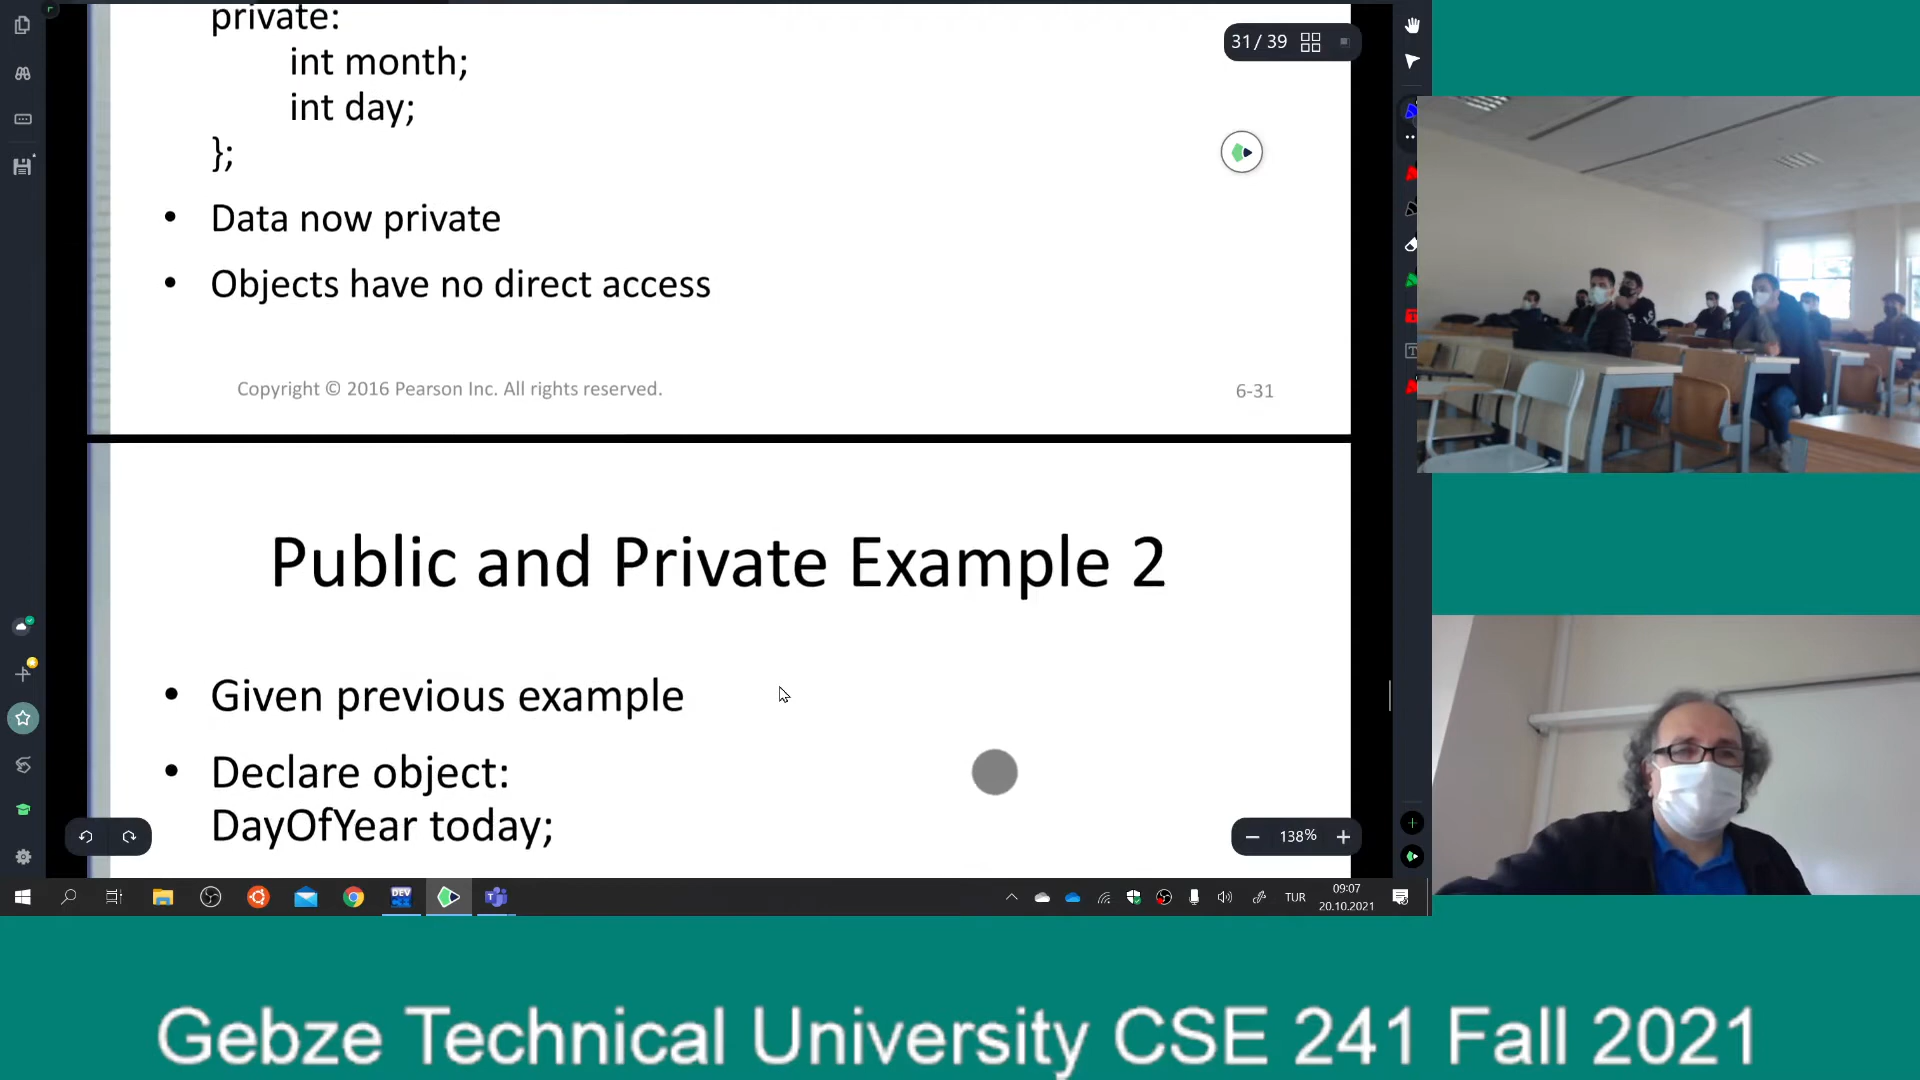 private:
int month;
int day;
};
• Data now private
• Objects have no direct access
Copyright © 2016 Pearson Inc. All rights reserved.
6-31
31 / 39
Public and Private Example 2
• Given previous example
• Declare object:
DayOfYear today;
138%
DEV
TUR
09:07
20.10.2021
Gebze Technical University CSE 241 Fall 2021